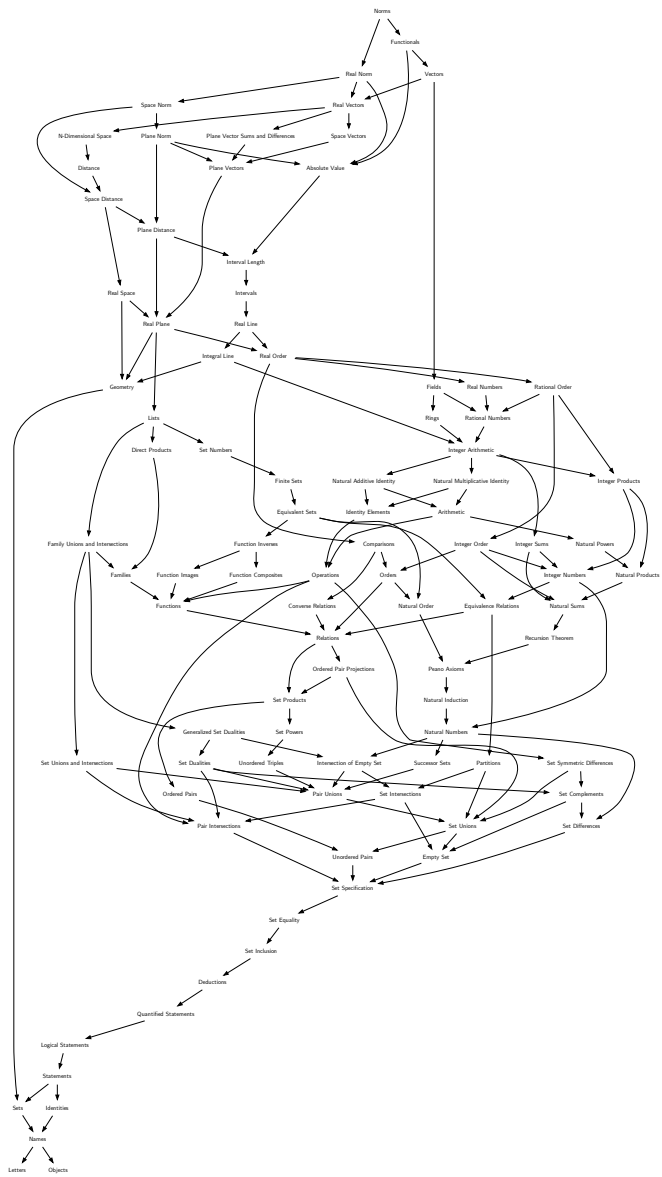 Norms
Functionals
Real Norm
Vectors
Space Norm
Real Vectors
N-Dimensional Space
Plane Norm
Plane Vector Sums and Differences
Space Vectors
Distance
Plane Vectors
Absolute Value
Space Distance
Plane Distance
Interval Length
Real Space
Intervals
Real Plane
Real Line
Integral Line
Real Order
Geometry
Fields
Real Numbers
Rational Order
Lists
Rings
Rational Numbers
Direct Products
Set Numbers
Integer Arithmetic
Finite Sets
Natural Additive Identity
Natural Multiplicative Identity
Integer Products
Equivalent Sets
Identity Elements
Arithmetic
Family Unions and Intersections
Function Inverses
Comparisons
Integer Order
Integer Sums
Natural Powers
Families
Function Images
Function Composites
Operations
Orders
Integer Numbers
Natural Products
Functions
Converse Relations
Natural Order
Equivalence Relations
Natural Sums
Relations
Recursion Theorem
Ordered Pair Projections
Peano Axioms
Set Products
Natural Induction
Generalized Set Dualities
Set Powers
Natural Numbers
Set Unions and Intersections
Set Dualities
Unordered Triples
Intersection of Empty Set
Successor Sets
Partitions
Set Symmetric Differences
Ordered Pairs
Pair Unions
Set Intersections
Set Complements
Pair Intersections
Set Unions
Set Differences
Unordered Pairs
Empty Set
Set Specification
Set Equality
Set Inclusion
Deductions
Quantified Statements
Logical Statements
Statements
Sets
Identities
Names
Letters
Objects